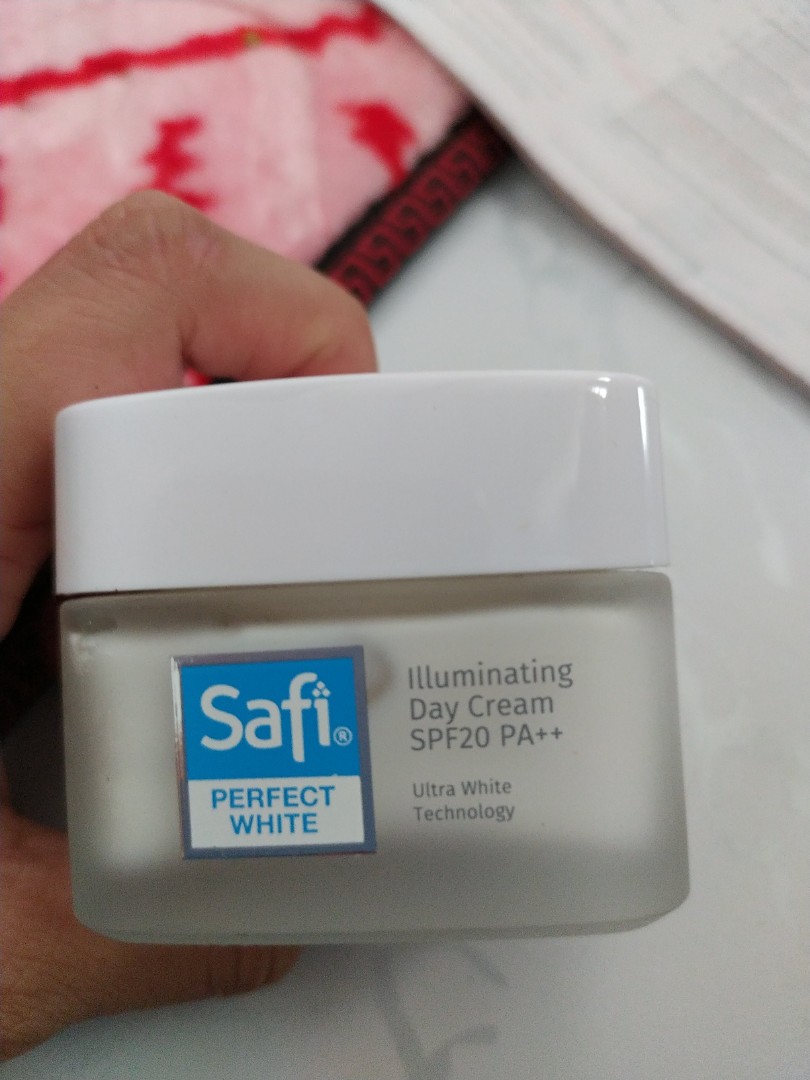 Safi®
PERFECT
WHITE
Illuminating
Day Cream
SPF20 PA++
Ultra White
Technology